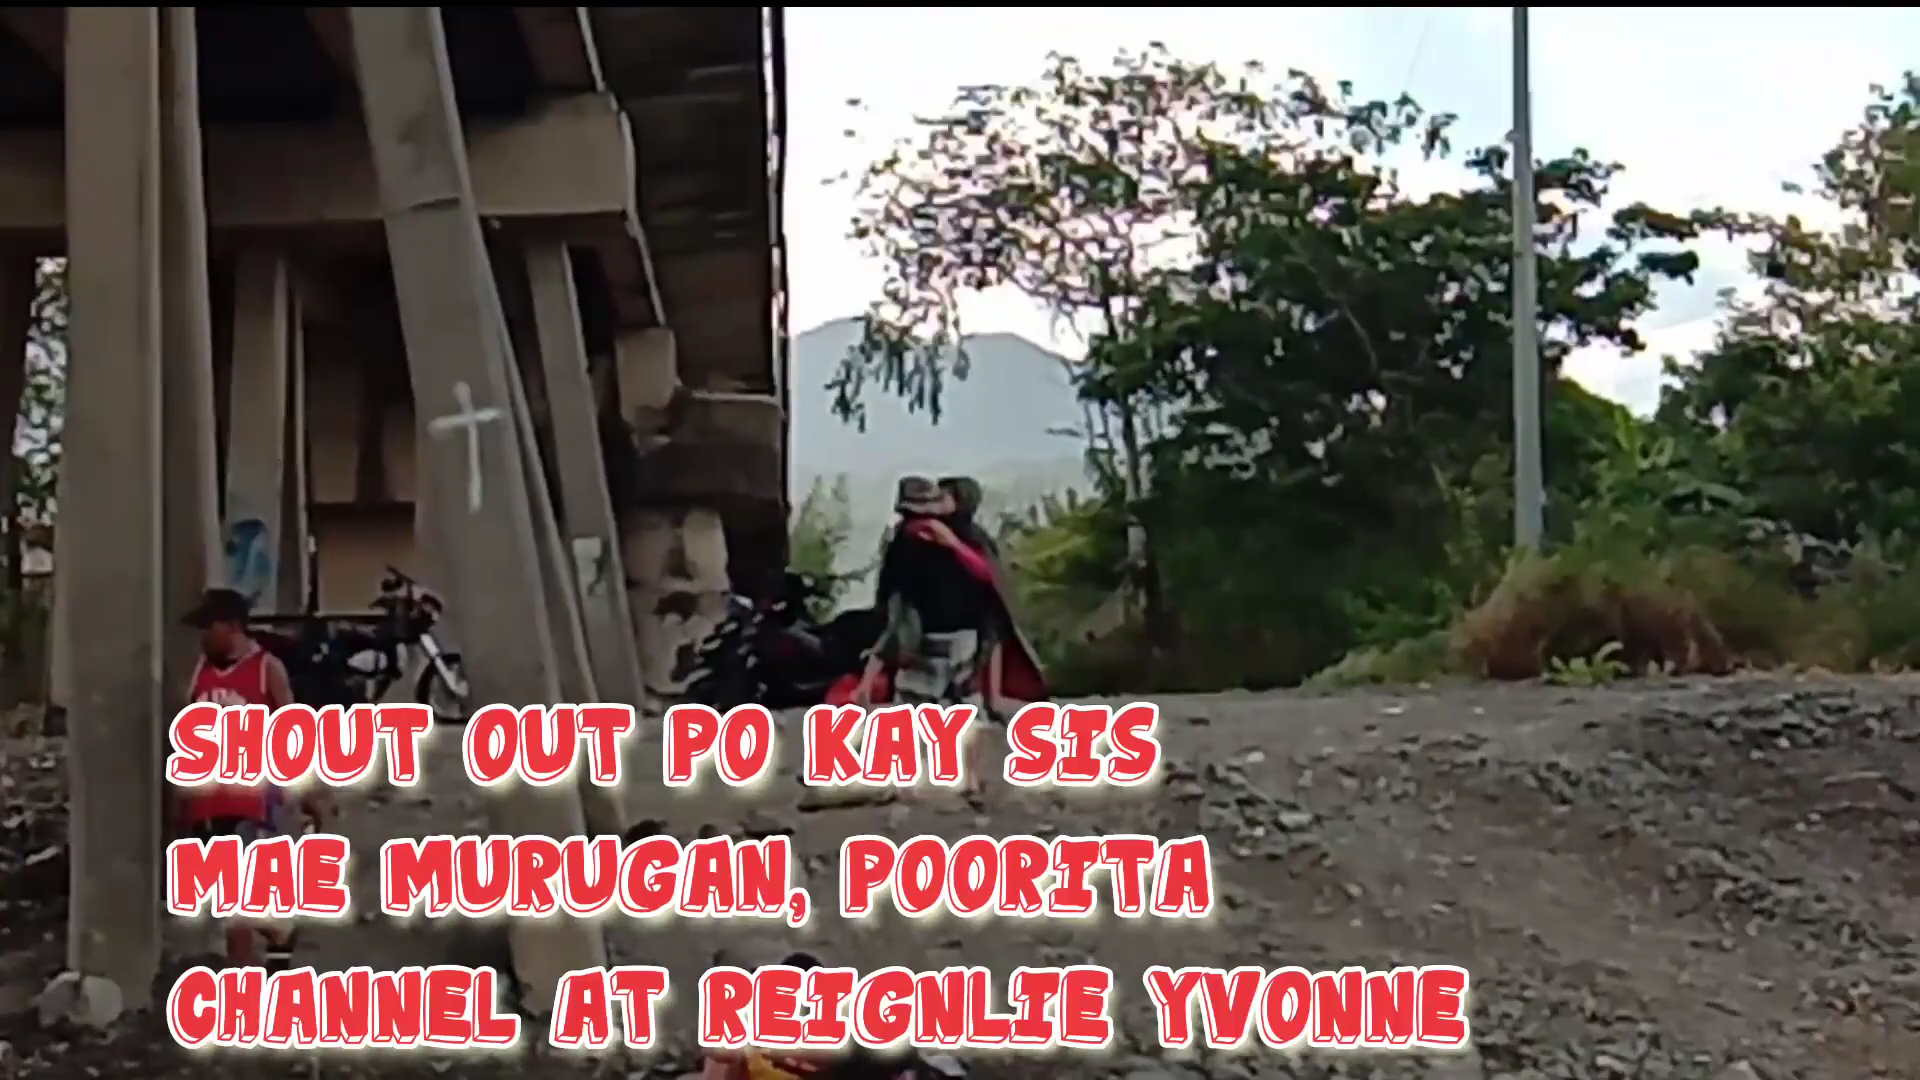 SHOUT OUT PO KAY SIS
MAE MURUGAN, POORITA
CHANNEL AT REIGNLIE YVONNE